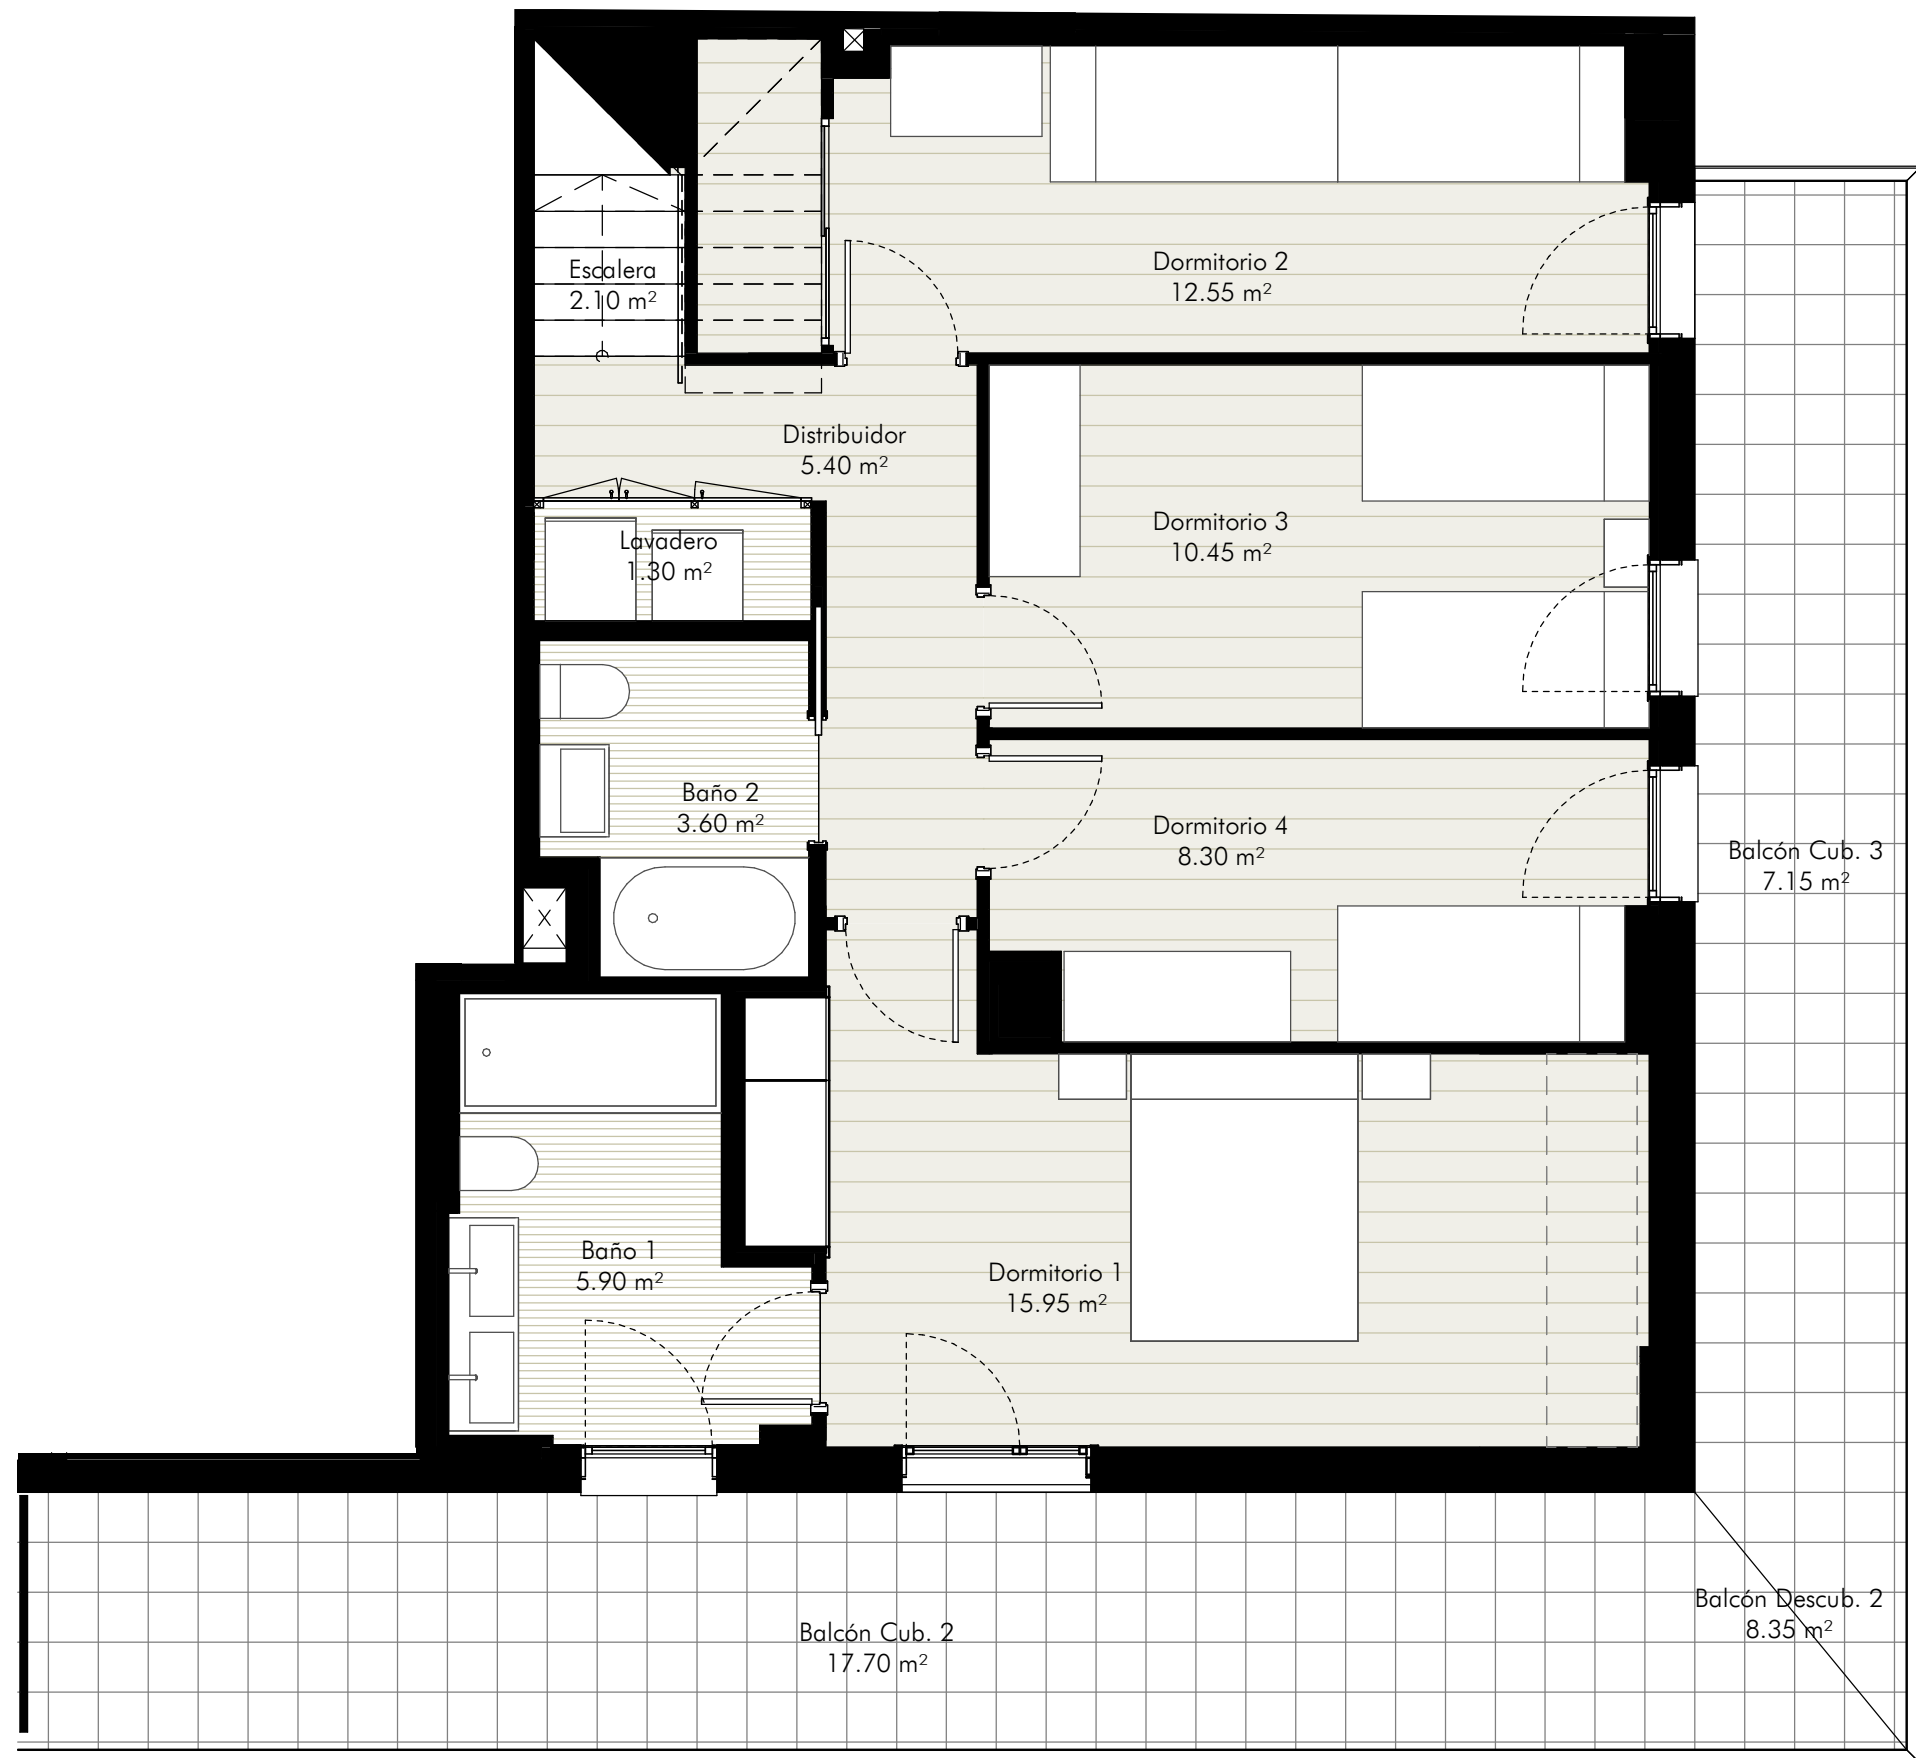 Escalera
2.10 m²
Dormitorio 2
12.55 m²
Distribuidor
5.40 m²
Dormitorio 3
10.45 m²
Lavadero
1.30 m²
Baño 2
3.60 m²
Dormitorio 4
8.30 m²
Balcón Cub. 3
7.15 m²
Baño 1
5.90 m²
Dormitorio 1
15.95 m²
Balcón Cub. 2
17.70 m²
Balcón Descub. 2
8.35 m²